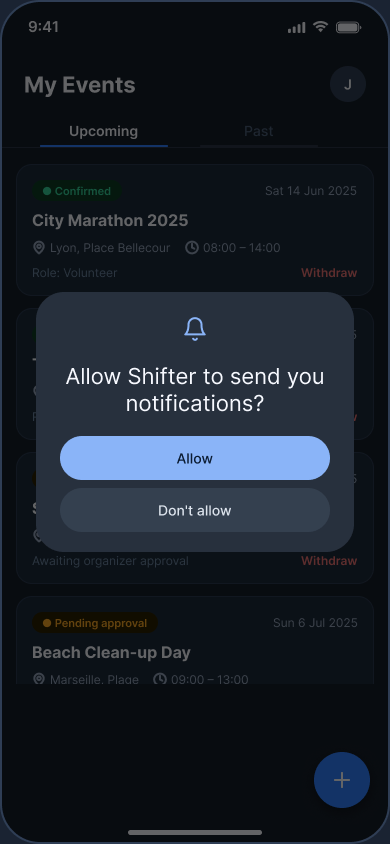 9:41
My Events
J
Upcoming
Past
Confirmed
Sat 14 Jun 2025
City Marathon 2025
Lyon, Place Bellecour
08:00 – 14:00
Role: Volunteer
Withdraw
Allow Shifter to send you
notifications?
Allow
Don't allow
Awaiting organizer approval
Withdraw
Pending approval
Sun 6 Jul 2025
Beach Clean-up Day
Marseille, Plage
09:00 – 13:00